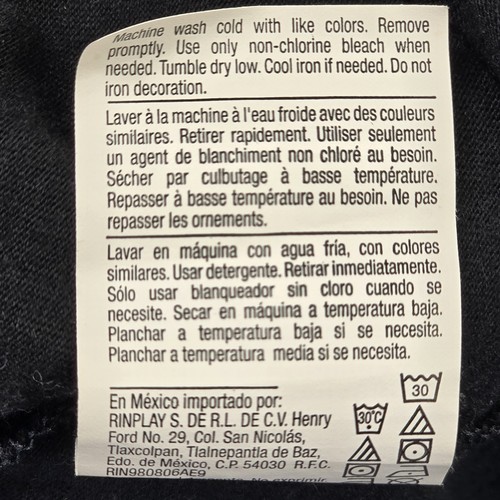 Machine wash cold with like colors. Remove
promptly. Use only non-chlorine bleach when
needed. Tumble dry low. Cool iron if needed. Do not
iron decoration.
Laver à la machine à l'eau froide avec des couleurs
similaires. Retirer rapidement. Utiliser seulement
un agent de blanchiment non chloré au besoin.
Sécher par culbutage à basse température.
Repasser à basse température au besoin. Ne pas
repasser les ornements.
Lavar en máquina con agua fría, con colores
similares. Usar detergente. Retirar inmediatamente.
Sólo usar blanqueador sin cloro cuando se
necesite. Secar en máquina a temperatura baja.
Planchar a temperatura baja si se necesita.
Planchar a temperatura media si se necesita.
En México importado por:
RINPLAY S. DE R.L. DE C.V. Henry
Ford No. 29, Col. San Nicolás,
Tlaxcolpan, Tlalnepantla de Baz,
Edo. de México, C.P. 54030 R.F.C.
RIN980806AE9
30
30°C